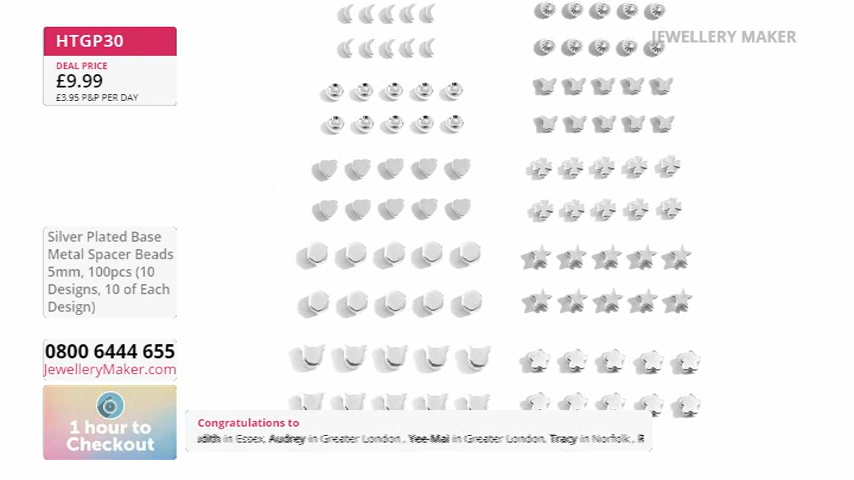 HTGP30
JEWELLERY MAKER
DEAL PRICE
£9.99
£3.95 P&P PER DAY
Silver Plated Base
Metal Spacer Beads
5mm, 100pcs (10
Designs, 10 of Each
Design)
0800 6444 655
JewelleryMaker.com
1 hour to
Checkout
Congratulations to
in Essex, Audrey in Greater London , Yee-Mai in Greater London, Tracy in Norfolk ,